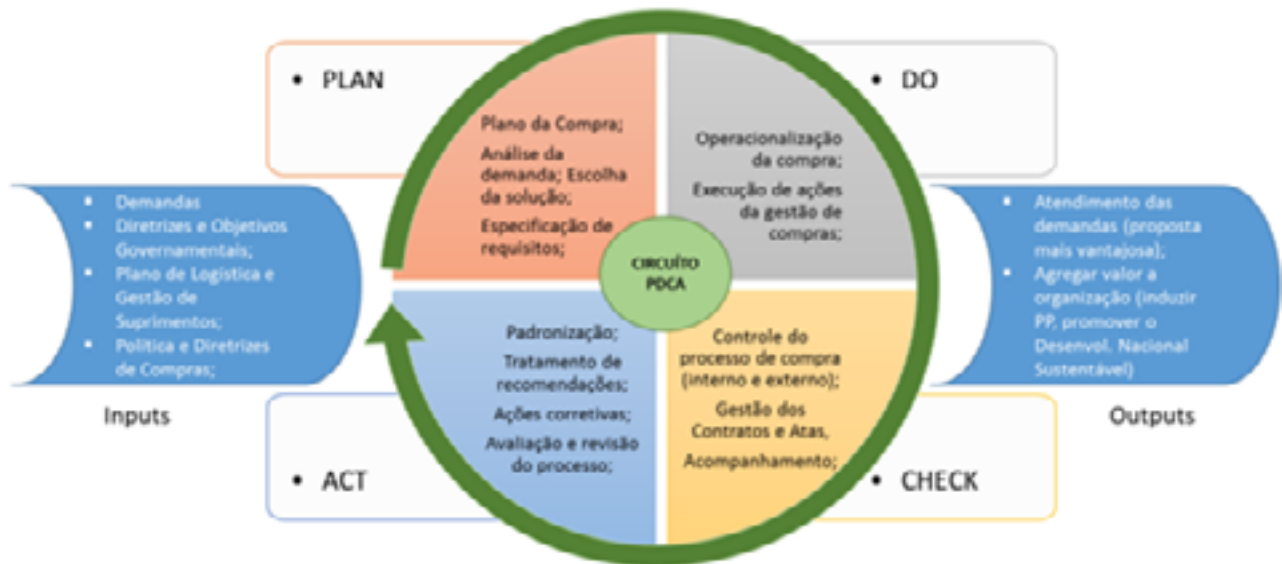 • PLAN
Plano da Compra;
Análise da
demanda; Escolha
da solução;
Especificação de
requisitos;
• DO
Operacionalização
da compra;
Execução de ações
da gestão de
compras;
▪ Demandas
▪ Diretrizes e Objetivos
Governamentais;
▪ Plano de Logística e
Gestão de
Suprimentos;
▪ Política e Diretrizes
de Compras;
Inputs
CIRCUÍTO
PDCA
▪ Atendimento das
demandas (proposta
mais vantajosa);
▪ Agregar valor a
organização (induzir
PP, promover o
Desenvol. Nacional
Sustentável)
Outputs
• ACT
Padronização;
Tratamento de
recomendações;
Ações corretivas;
Avaliação e revisão
do processo;
Controle do
processo de compra
(interno e externo);
Gestão dos
Contratos e Atas,
Acompanhamento;
• CHECK